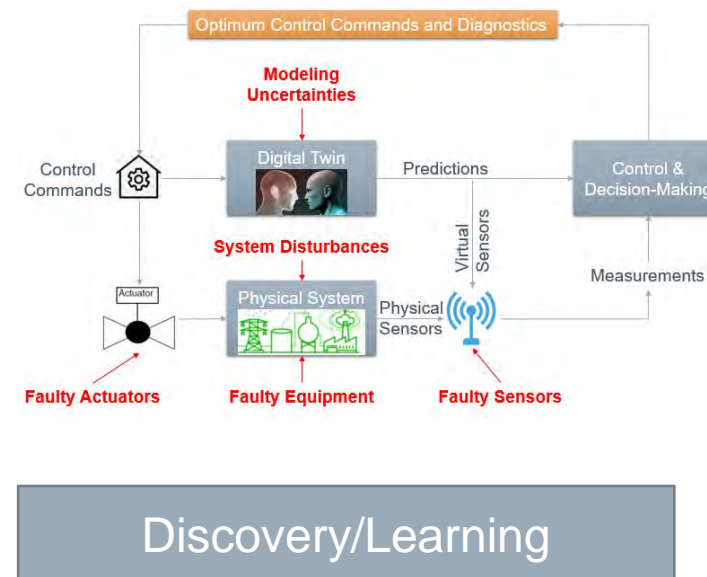 Optimum Control Commands and Diagnostics
Modeling
Uncertainties
Control
Commands
Digital Twin
Predictions
Control &
Decision-Making
Virtual
Sensors
System Disturbances
Measurements
Actuator
Physical System
Physical
Sensors
Faulty Actuators
Faulty Equipment
Faulty Sensors
Discovery/Learning